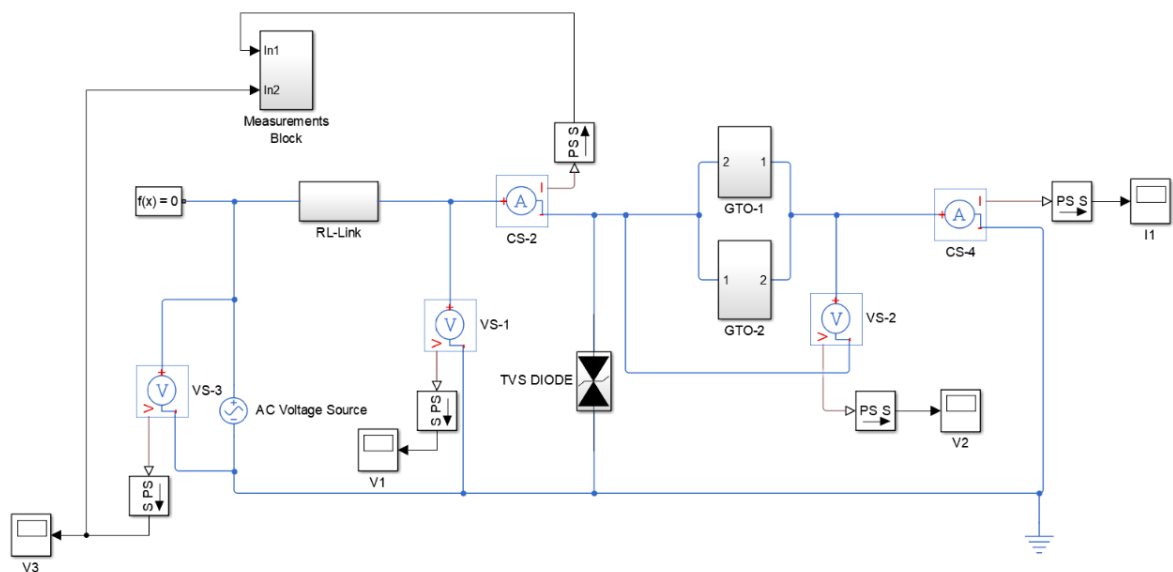 In1
In2
Measurements
Block
PS S
f(x) = 0
RL-Link
+
A
I
-
CS-2
2
1
GTO-1
1
2
GTO-2
+
A
I
-
CS-4
PS S
I1
+
V
V
-
VS-1
+
V
V
-
VS-2
+
V
V
-
VS-3
AC Voltage Source
TVS DIODE
S PS
V1
PS S
V2
S PS
V3